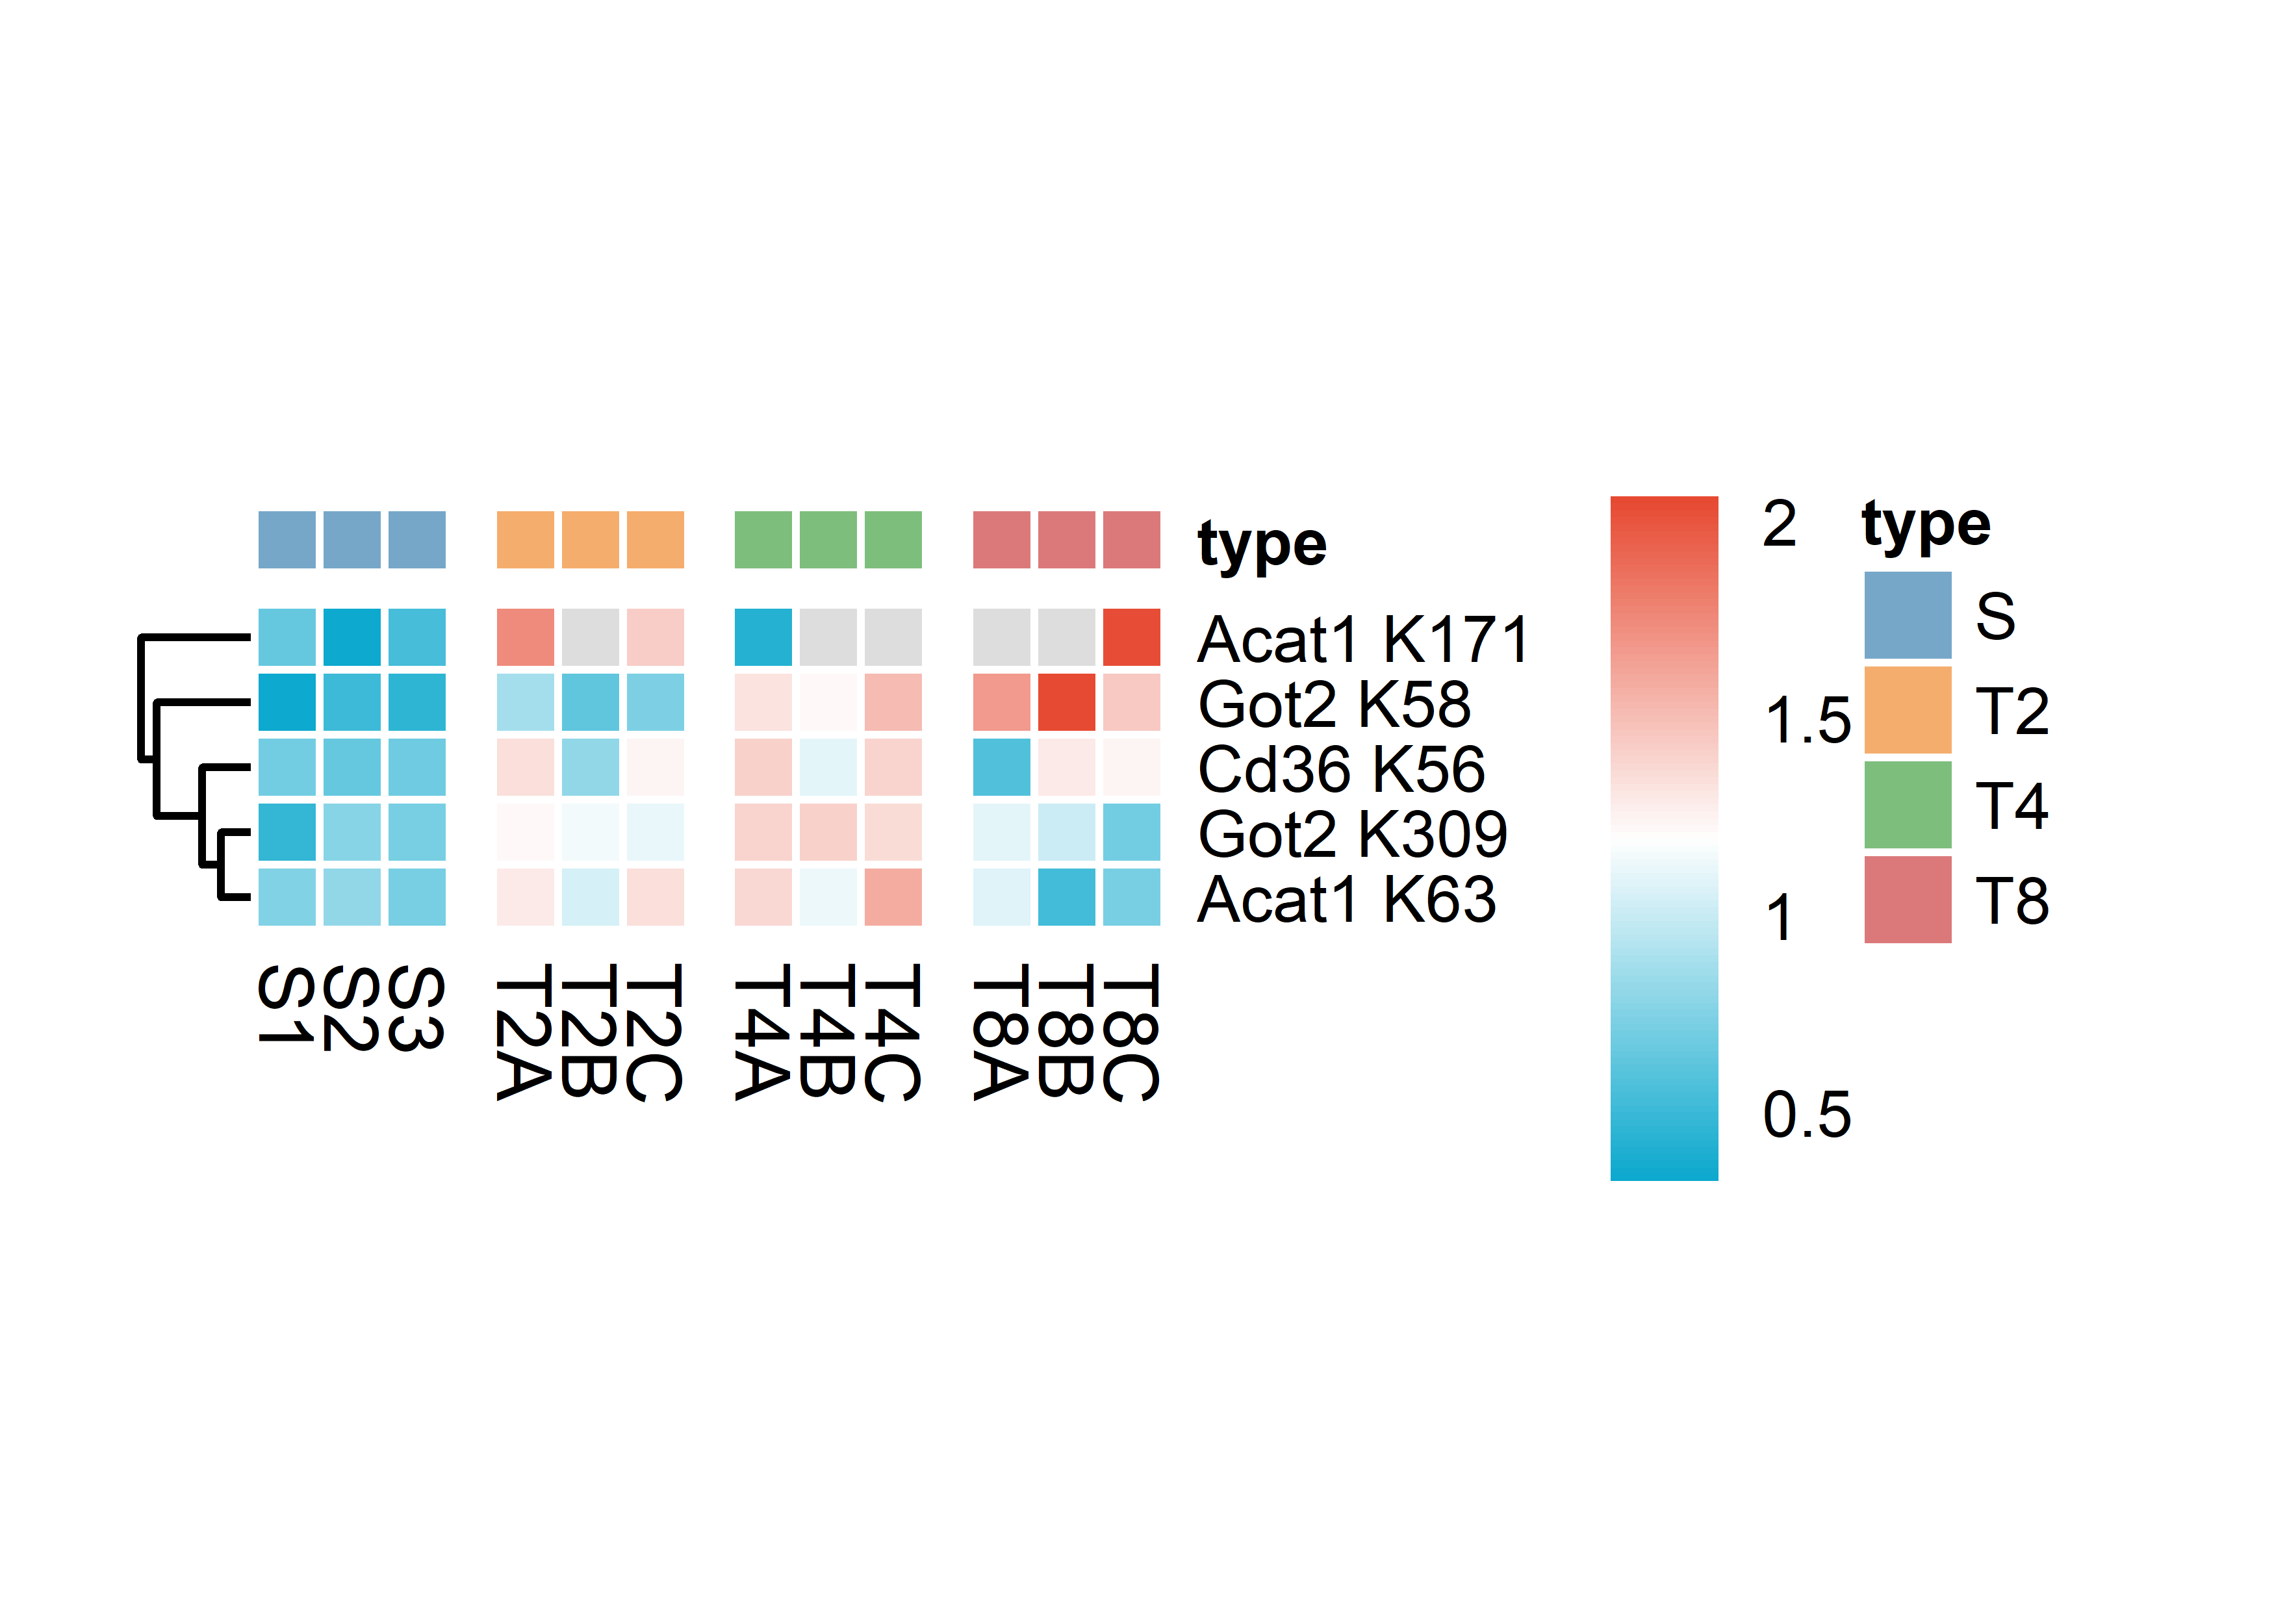 type
Acat1 K171
Got2 K58
Cd36 K56
Got2 K309
Acat1 K63
S1
S2
S3
T2A
T2B
T2C
T4A
T4B
T4C
T8A
T8B
T8C
2
1.5
1
0.5
type
S
T2
T4
T8